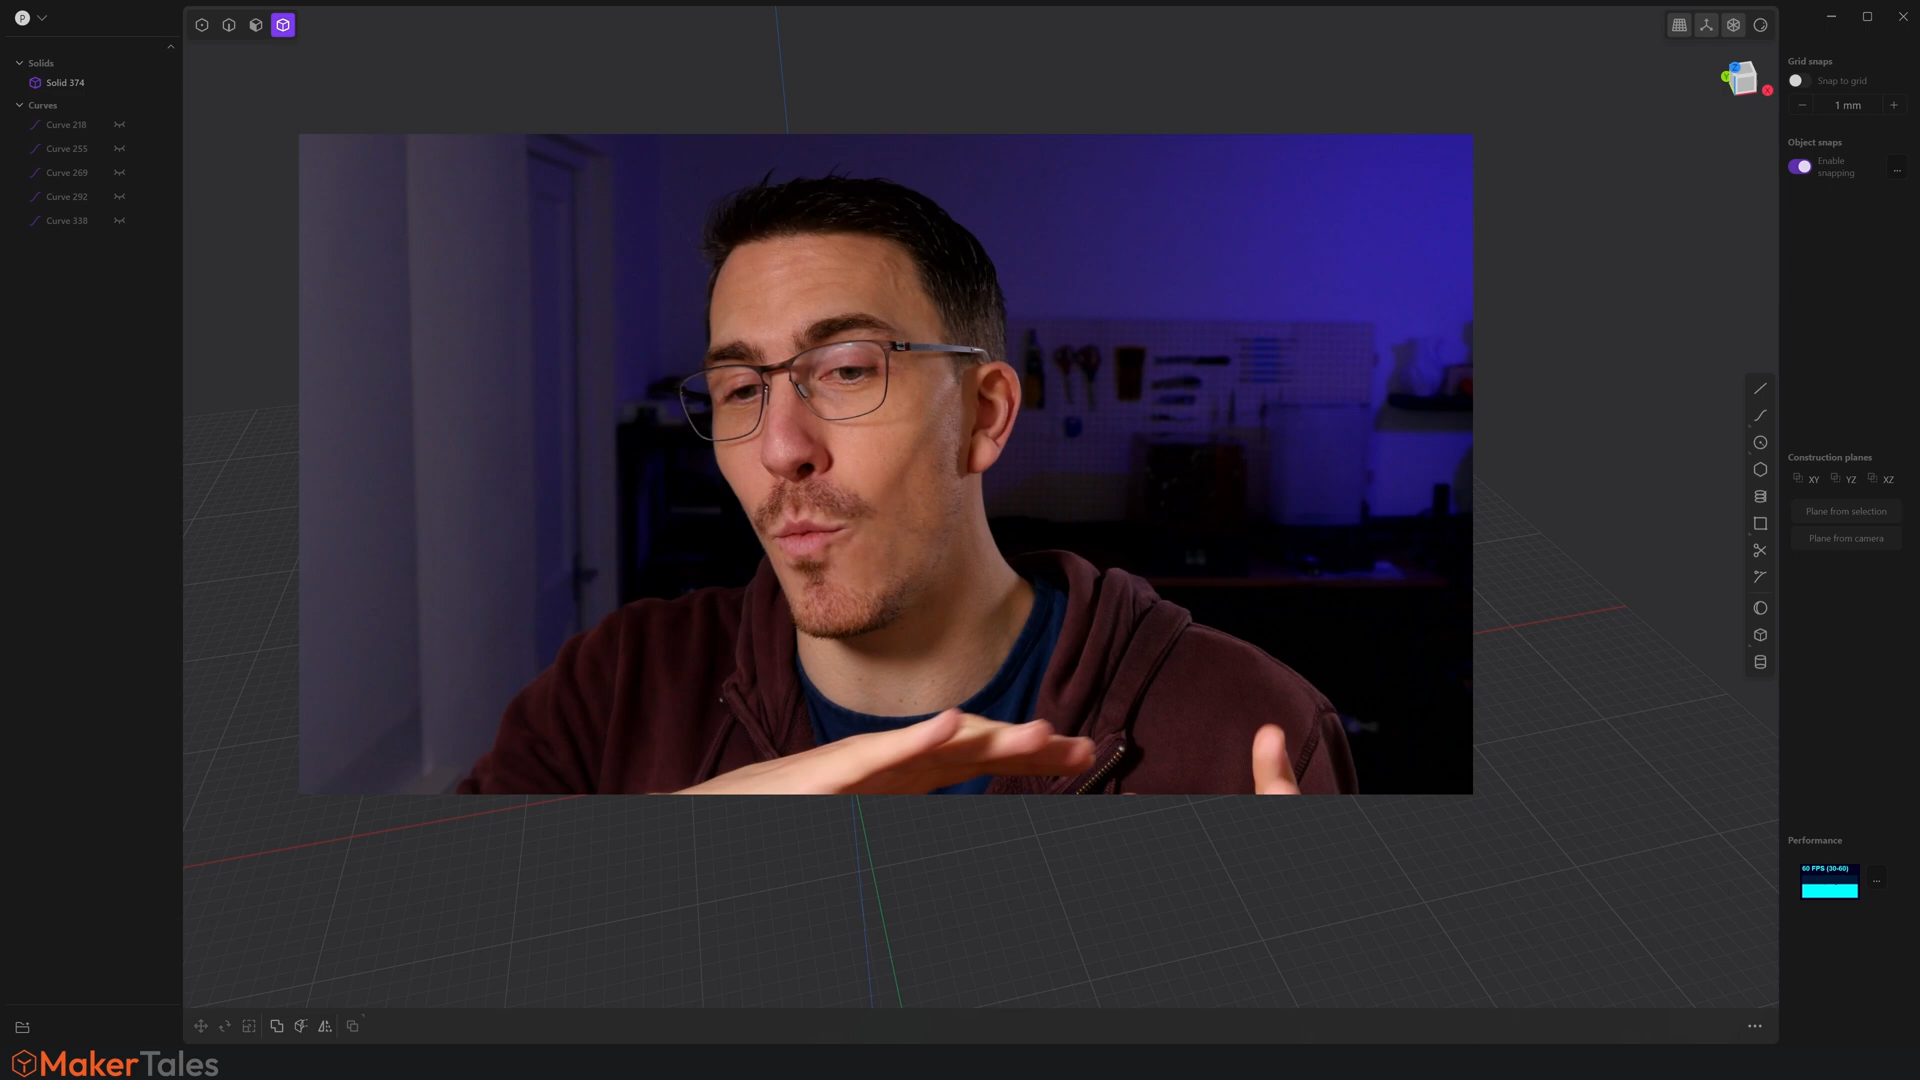 P
Solids
Solid 374
Curves
Curve 218
Curve 255
Curve 269
Curve 292
Curve 338
Z
Y
X
Grid snaps
Snap to grid
1 mm
Object snaps
Enable
snapping
...
Construction planes
XY YZ XZ
Plane from selection
Plane from camera
Performance
60 FPS (30-60)
...
MakerTales